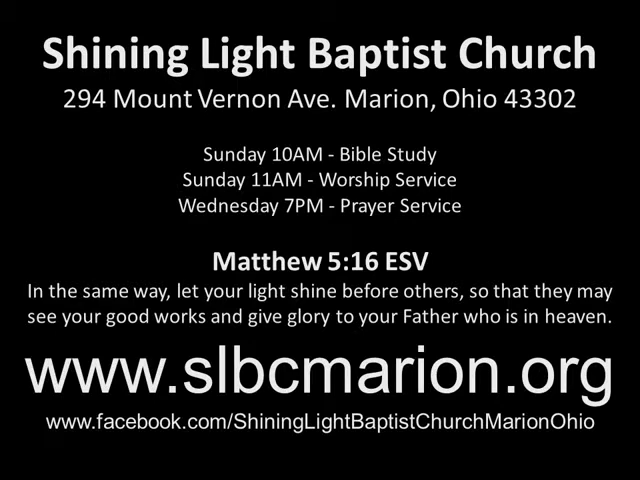 Shining Light Baptist Church
294 Mount Vernon Ave. Marion, Ohio 43302
Sunday 10AM - Bible Study
Sunday 11AM - Worship Service
Wednesday 7PM - Prayer Service
Matthew 5:16 ESV
In the same way, let your light shine before others, so that they may
see your good works and give glory to your Father who is in heaven.
www.slbcmarion.org
www.facebook.com/ShiningLightBaptistChurchMarionOhio